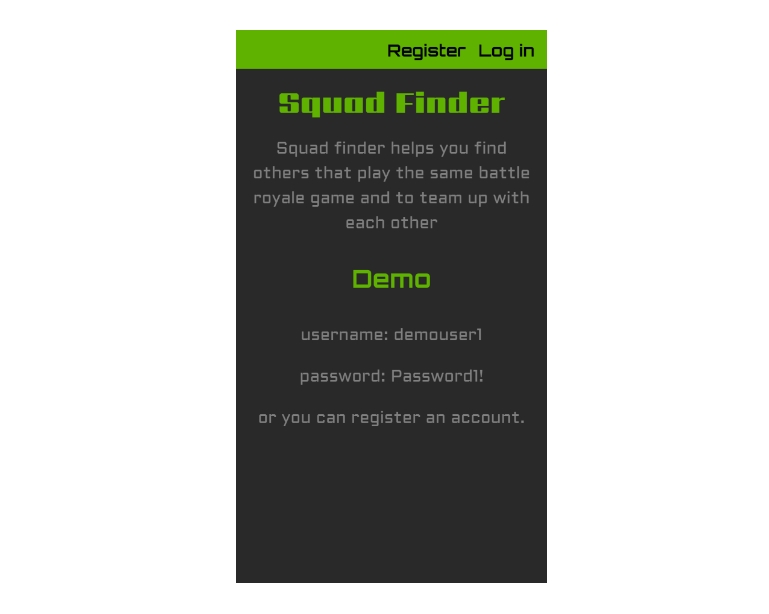 Register Log in
Squad Finder
Squad finder helps you find
others that play the same battle
royale game and to team up with
each other
Demo
username: demouser1
password: Password1!
or you can register an account.